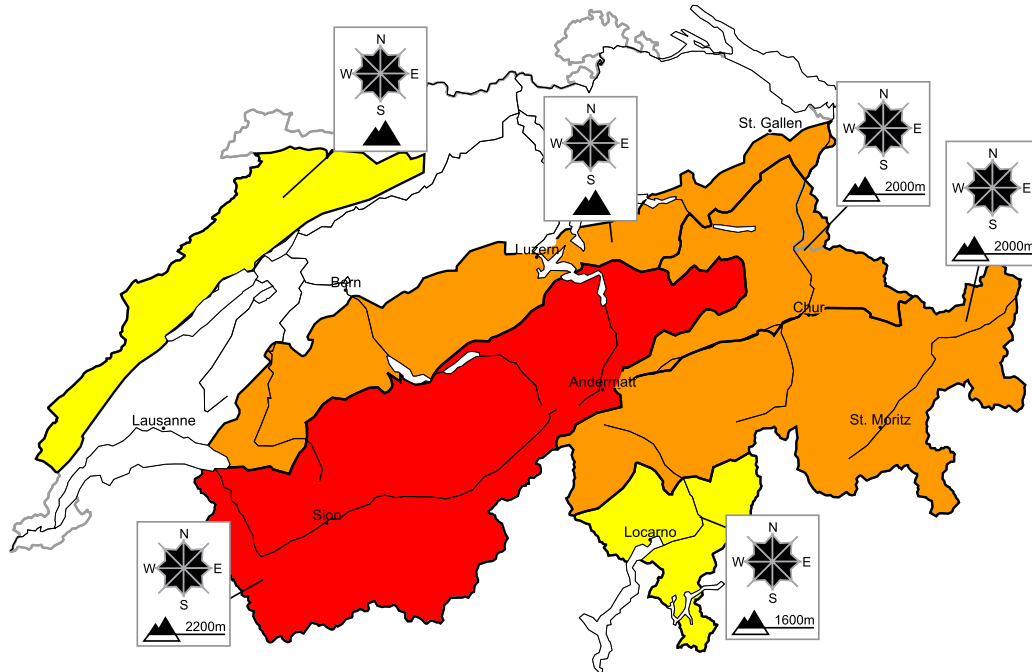 N
W E
S
N
W E
S
St. Gallen
N
W E
S
2000m
N
W E
S
2000m
Luzern
Bern
Chur
Andermatt
Lausanne
St. Moritz
Sion
Locarno
N
W E
S
2200m
N
W E
S
1600m